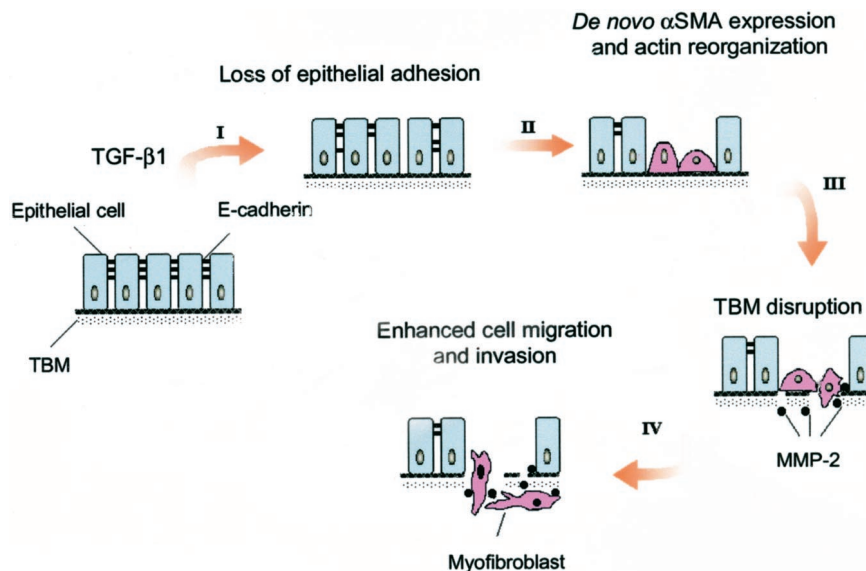 De novo αSMA expression
and actin reorganization
Loss of epithelial adhesion
I
II
TGF-β1
III
Epithelial cell
E-cadherin
TBM disruption
Enhanced cell migration
and invasion
TBM
IV
MMP-2
Myofibroblast